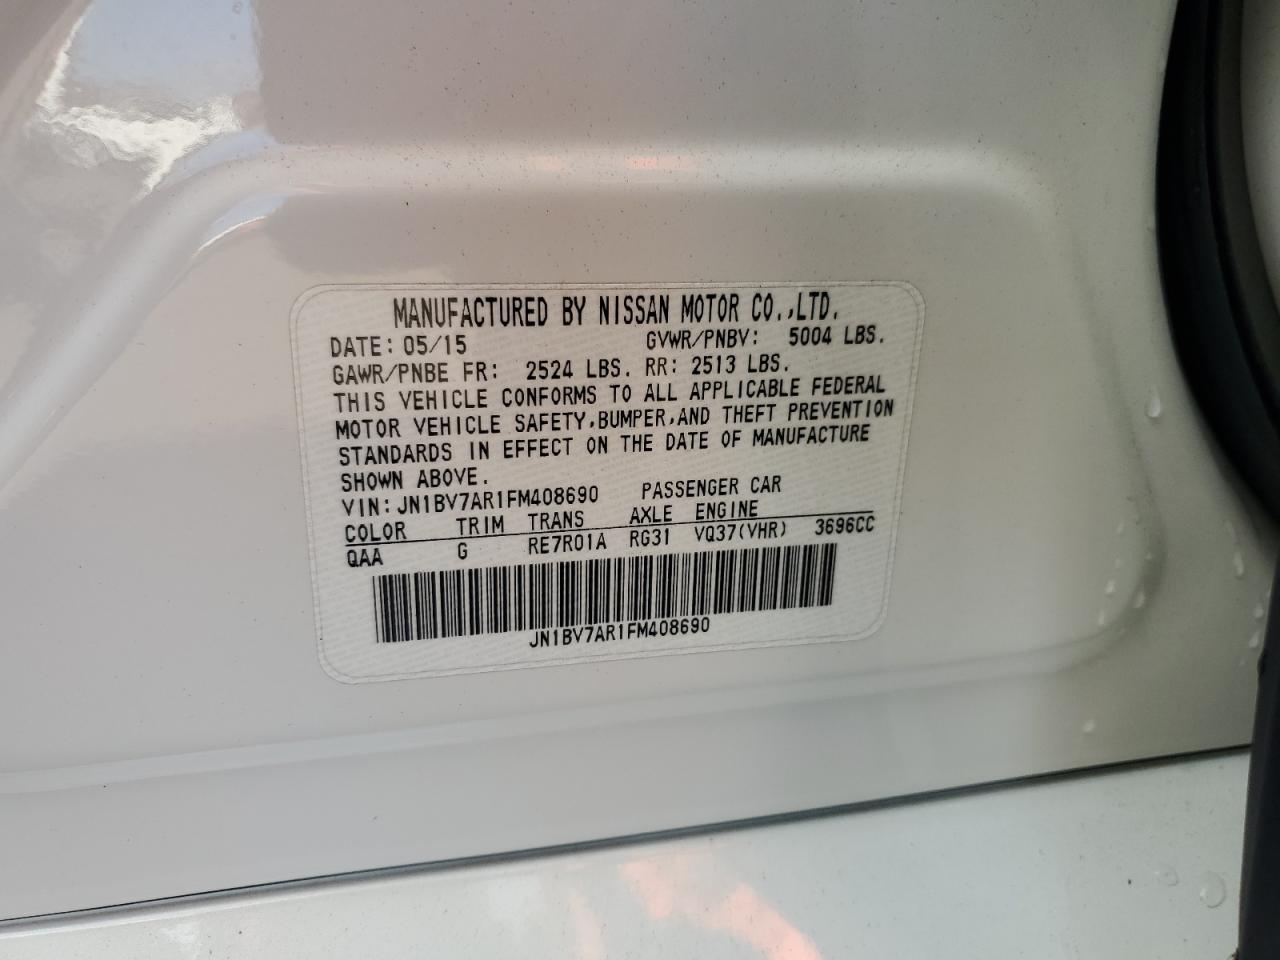 MANUFACTURED BY NISSAN MOTOR CO.,LTD.
DATE: 05/15 GVWR/PNBV: 5004 LBS.
GAWR/PNBE FR: 2524 LBS. RR: 2513 LBS.
THIS VEHICLE CONFORMS TO ALL APPLICABLE FEDERAL
MOTOR VEHICLE SAFETY,BUMPER,AND THEFT PREVENTION
STANDARDS IN EFFECT ON THE DATE OF MANUFACTURE
SHOWN ABOVE.
VIN: JN1BV7AR1FM408690 PASSENGER CAR
COLOR TRIM TRANS AXLE ENGINE
QAA G RE7R01A RG31 VQ37(VHR) 3696CC
JN1BV7AR1FM408690